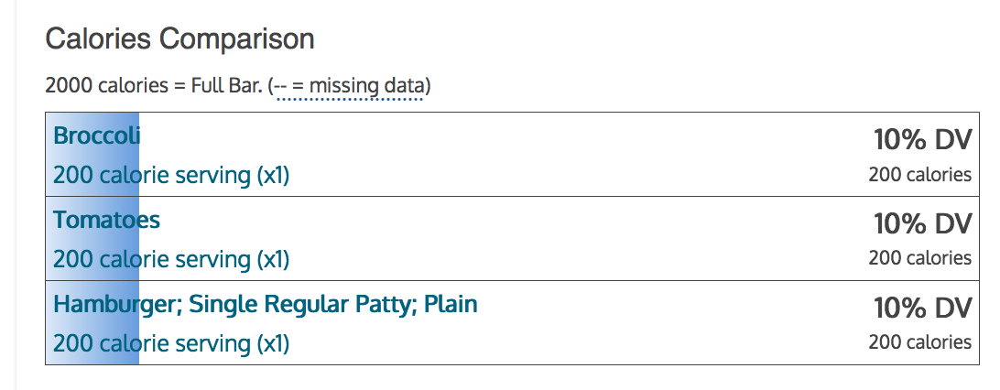 Calories Comparison
2000 calories = Full Bar. (-- = missing data)
Broccoli
10% DV
200 calorie serving (x1)
200 calories
Tomatoes
10% DV
200 calorie serving (x1)
200 calories
Hamburger; Single Regular Patty; Plain
10% DV
200 calorie serving (x1)
200 calories